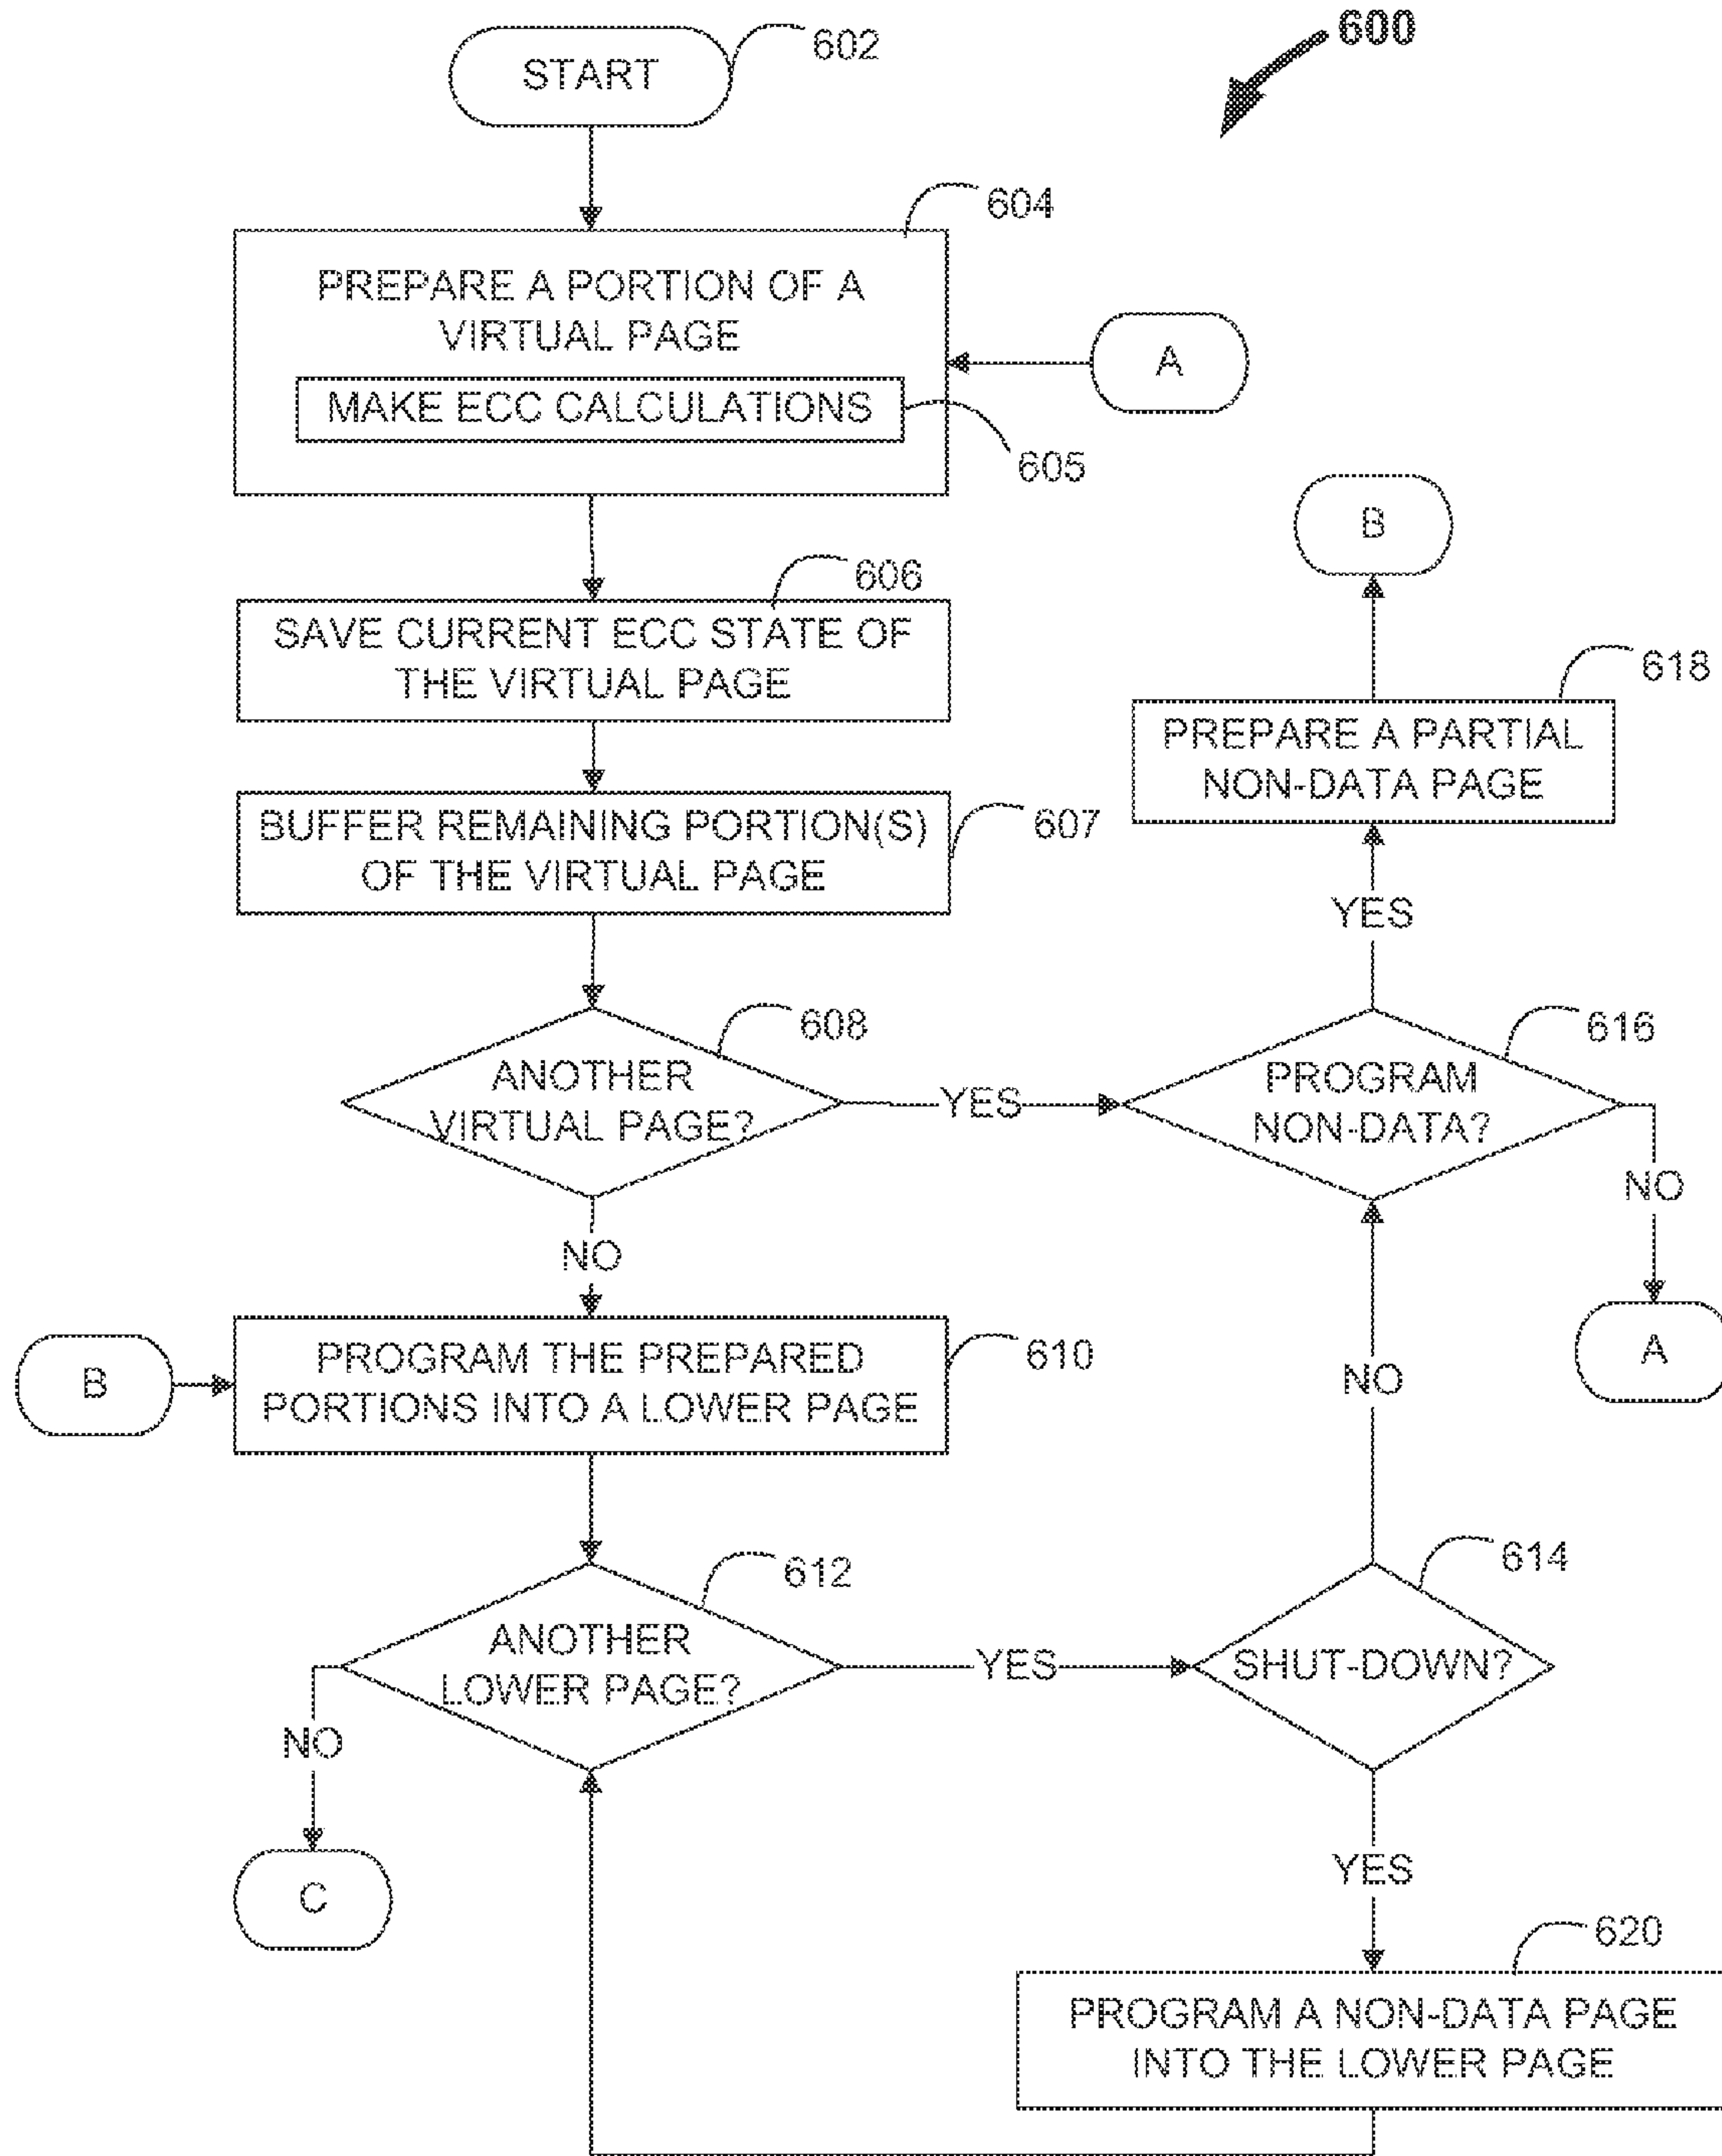 600
START
602
604
PREPARE A PORTION OF A
VIRTUAL PAGE
A
MAKE ECC CALCULATIONS
605
B
606
SAVE CURRENT ECC STATE OF
THE VIRTUAL PAGE
618
PREPARE A PARTIAL
NON-DATA PAGE
BUFFER REMAINING PORTION(S)
OF THE VIRTUAL PAGE
607
YES
608
ANOTHER
VIRTUAL PAGE?
YES
616
PROGRAM
NON-DATA?
NO
NO
A
B
PROGRAM THE PREPARED
PORTIONS INTO A LOWER PAGE
610
NO
612
ANOTHER
LOWER PAGE?
YES
614
SHUT-DOWN?
NO
YES
C
620
PROGRAM A NON-DATA PAGE
INTO THE LOWER PAGE